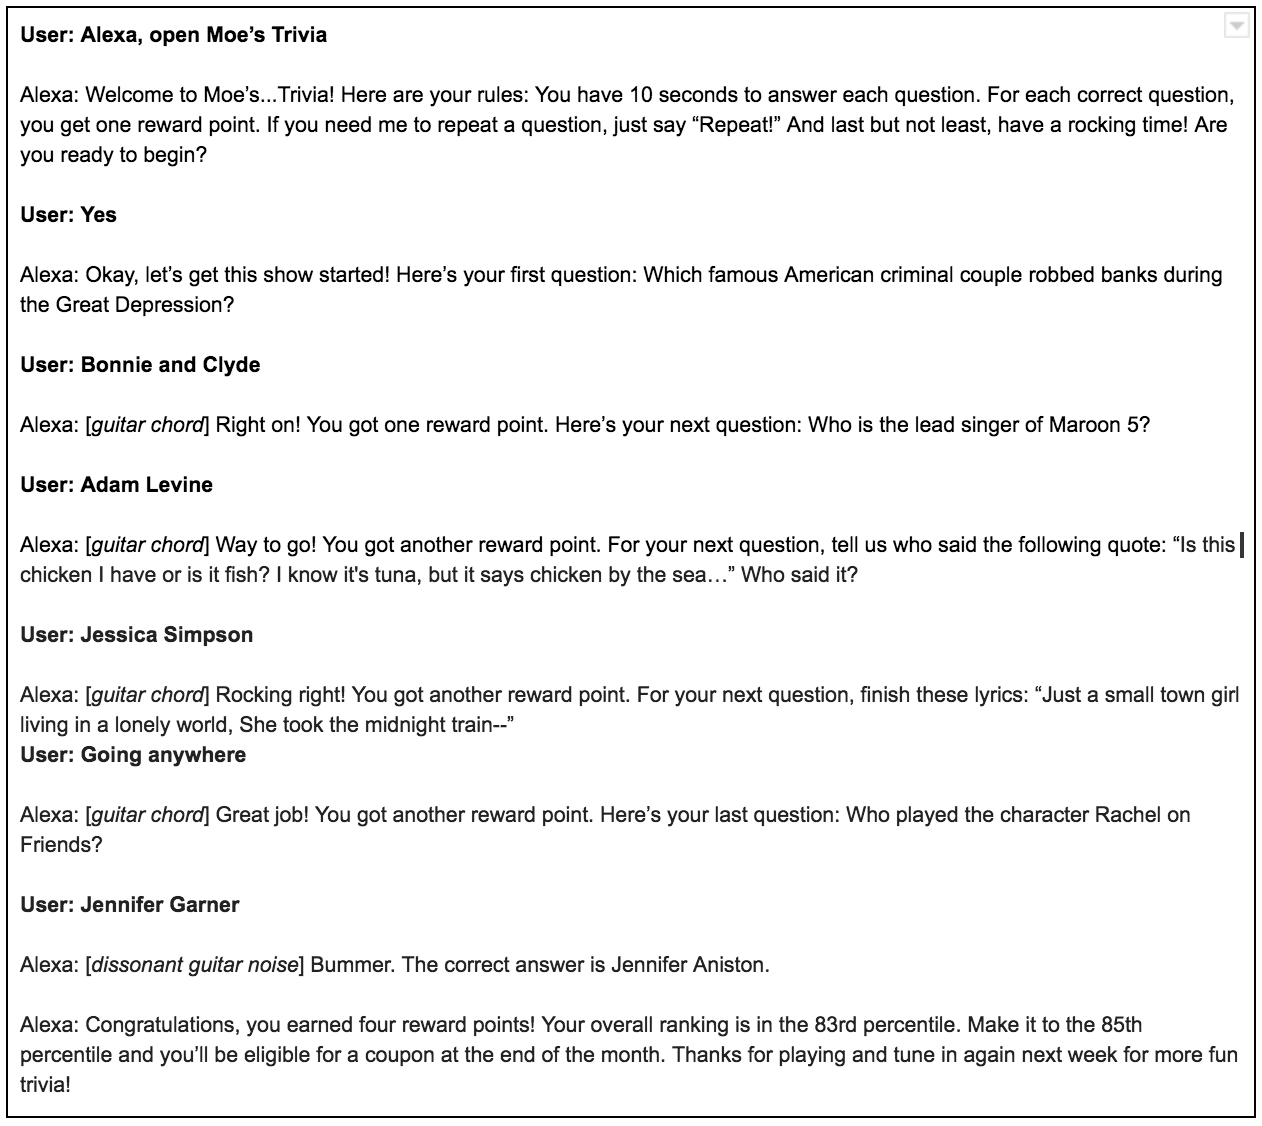 User: Alexa, open Moe’s Trivia
Alexa: Welcome to Moe’s...Trivia! Here are your rules: You have 10 seconds to answer each question. For each correct question,
you get one reward point. If you need me to repeat a question, just say “Repeat!” And last but not least, have a rocking time! Are
you ready to begin?
User: Yes
Alexa: Okay, let’s get this show started! Here’s your first question: Which famous American criminal couple robbed banks during
the Great Depression?
User: Bonnie and Clyde
Alexa: [guitar chord] Right on! You got one reward point. Here’s your next question: Who is the lead singer of Maroon 5?
User: Adam Levine
Alexa: [guitar chord] Way to go! You got another reward point. For your next question, tell us who said the following quote: “Is this
chicken I have or is it fish? I know it's tuna, but it says chicken by the sea…” Who said it?
User: Jessica Simpson
Alexa: [guitar chord] Rocking right! You got another reward point. For your next question, finish these lyrics: “Just a small town girl
living in a lonely world, She took the midnight train--”
User: Going anywhere
Alexa: [guitar chord] Great job! You got another reward point. Here’s your last question: Who played the character Rachel on
Friends?
User: Jennifer Garner
Alexa: [dissonant guitar noise] Bummer. The correct answer is Jennifer Aniston.
Alexa: Congratulations, you earned four reward points! Your overall ranking is in the 83rd percentile. Make it to the 85th
percentile and you’ll be eligible for a coupon at the end of the month. Thanks for playing and tune in again next week for more fun
trivia!